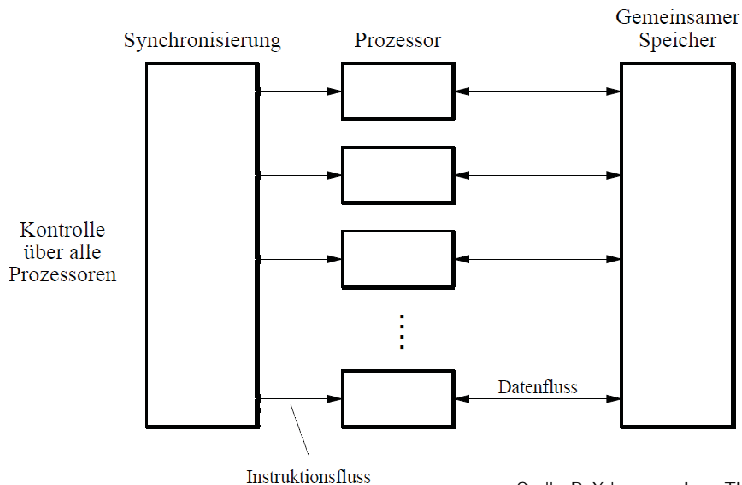 Gemeinsamer
Speicher
Synchronisierung
Prozessor
Kontrolle
über alle
Prozessoren
Datenfluss
Instruktionsfluss